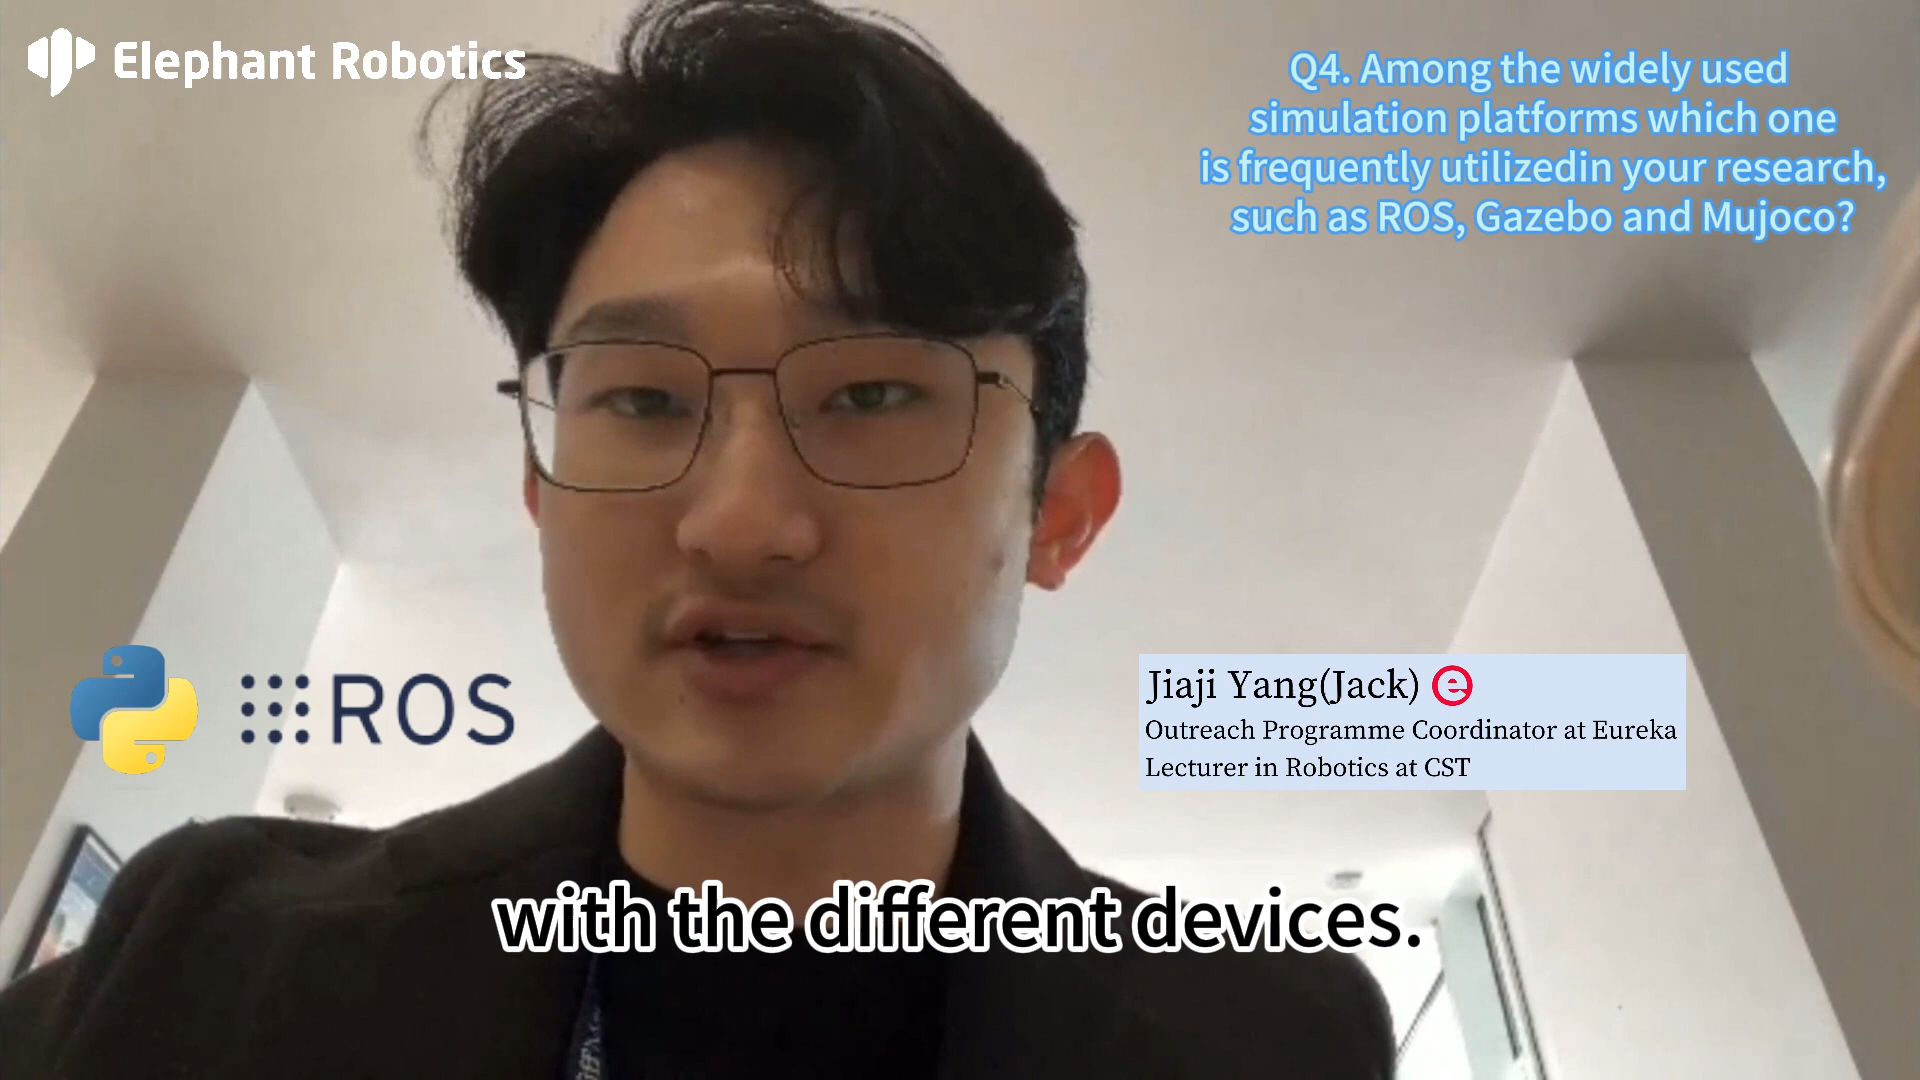 Elephant Robotics
Q4. Among the widely used
simulation platforms which one
is frequently utilizedin your research,
such as ROS, Gazebo and Mujoco?
ROS
Jiaji Yang(Jack)
Outreach Programme Coordinator at Eureka
Lecturer in Robotics at CST
with the different devices.